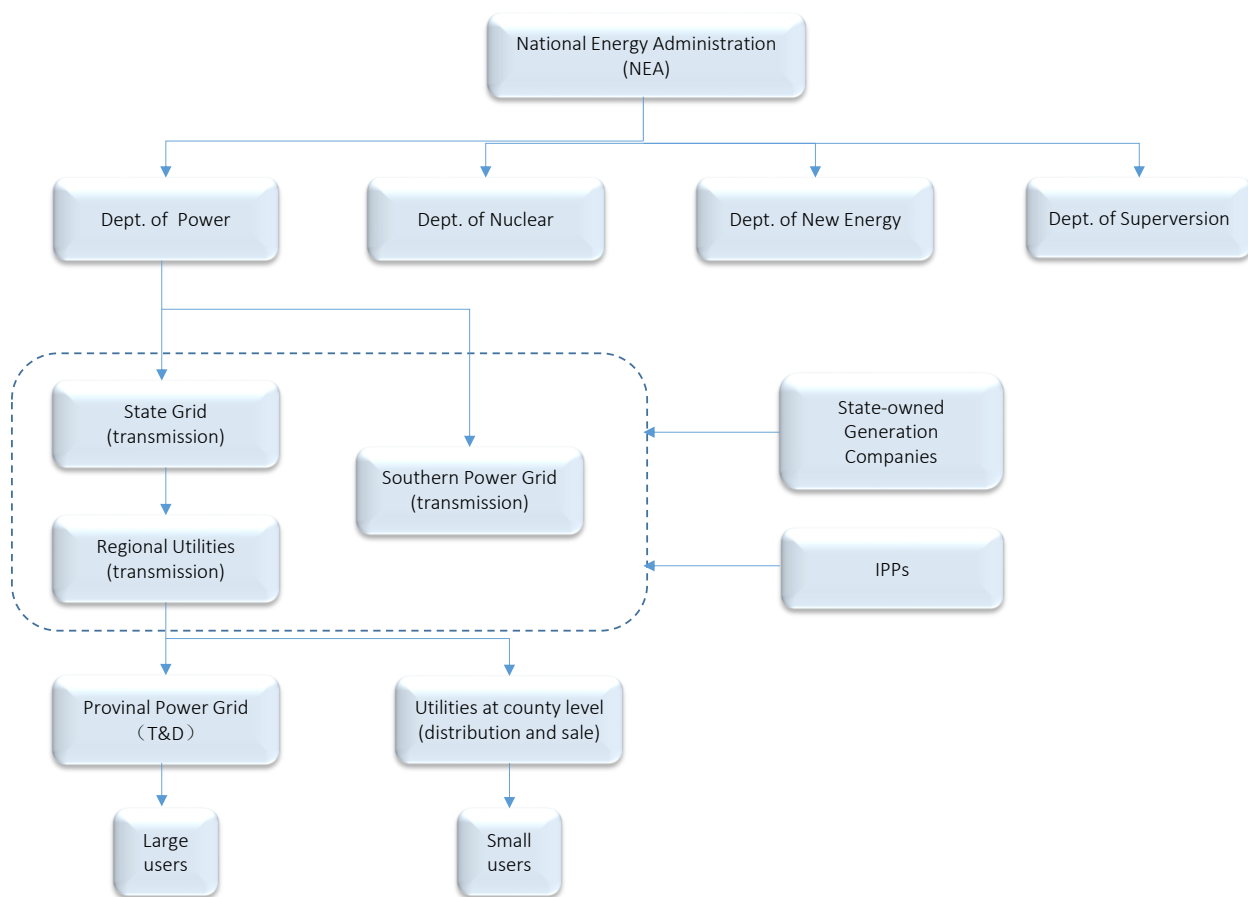 National Energy Administration
(NEA)
Dept. of Power
Dept. of Nuclear
Dept. of New Energy
Dept. of Superversion
State Grid
(transmission)
Southern Power Grid
(transmission)
State-owned
Generation
Companies
Regional Utilities
(transmission)
IPPs
Provinal Power Grid
（T&D）
Utilities at county level
(distribution and sale)
Large
users
Small
users